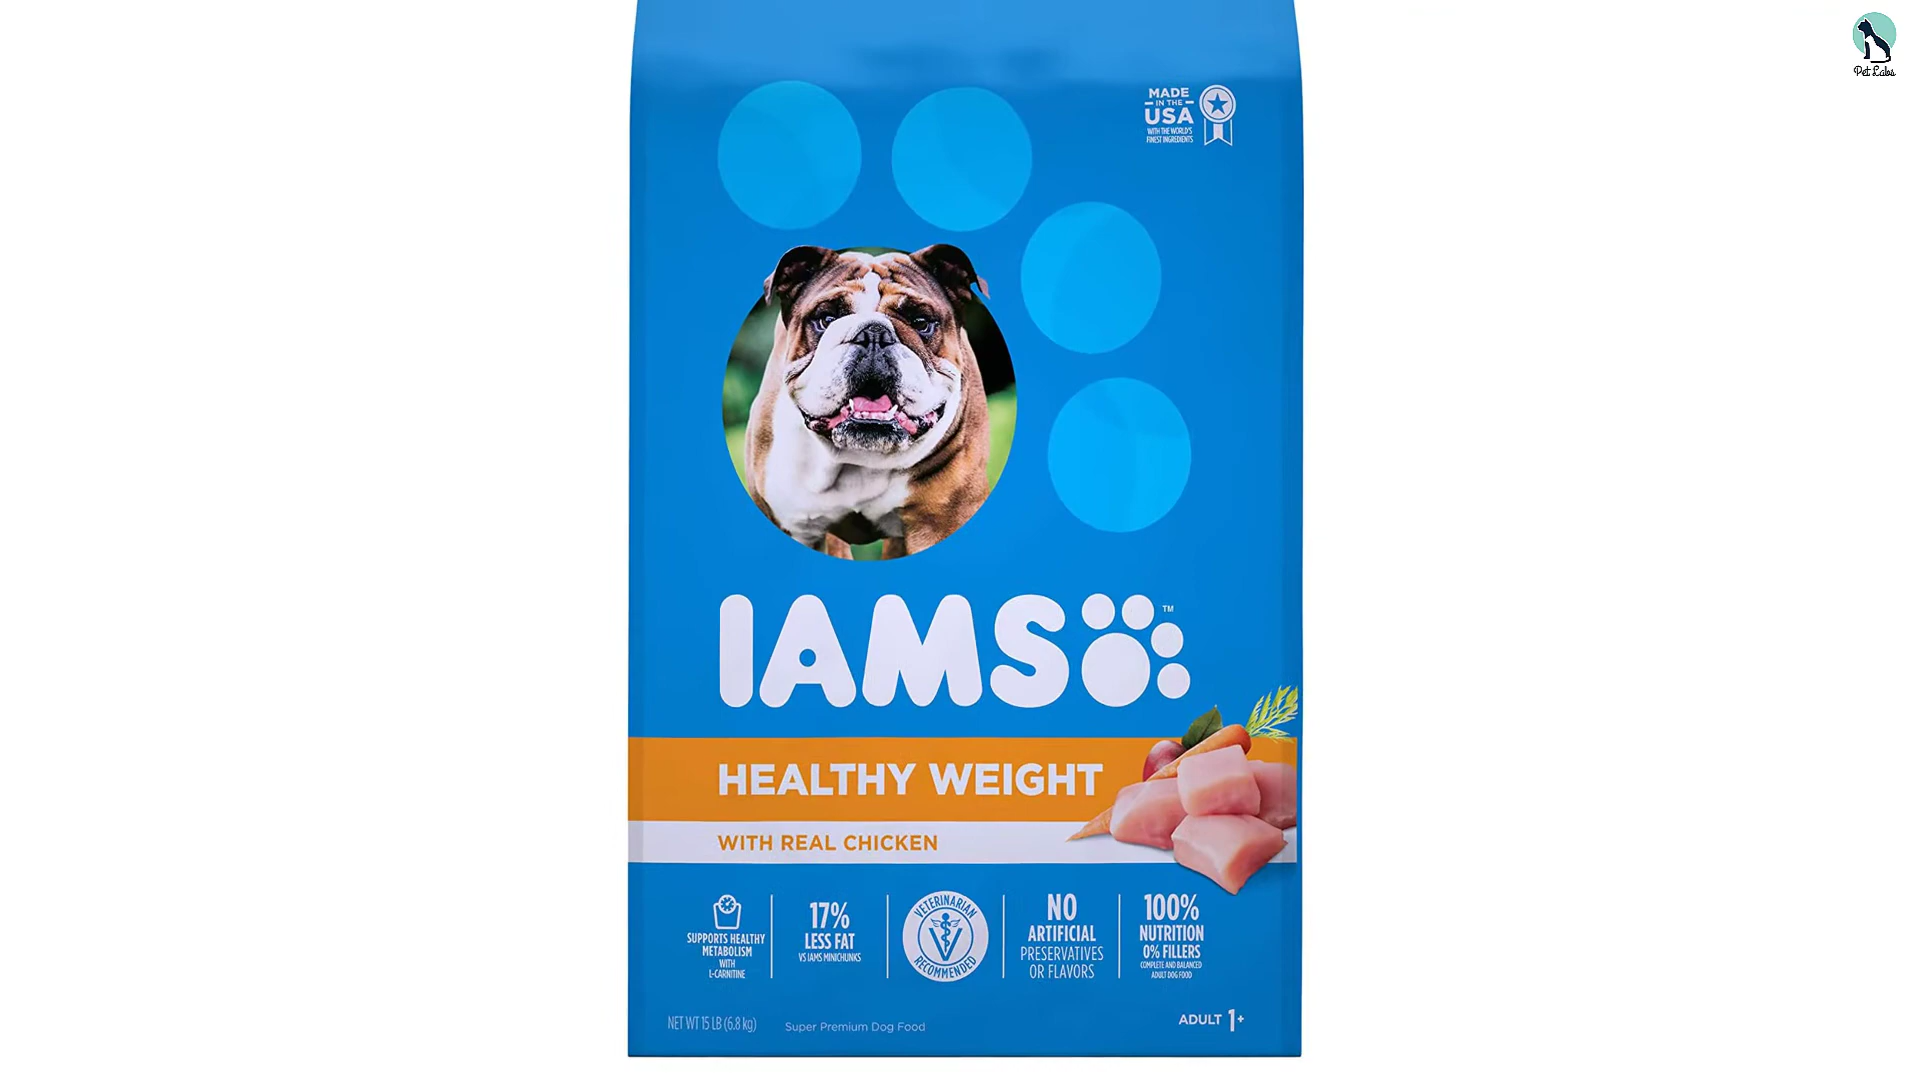 Pet Labs
MADE
IN THE
USA
WITH THE WORLD'S
FINEST INGREDIENTS
IAMS™
HEALTHY WEIGHT
WITH REAL CHICKEN
SUPPORTS HEALTHY
METABOLISM
WITH
L-CARNITINE
17%
LESS FAT
VS IAMS MINICHUNKS
VETERINARIAN
RECOMMENDED
NO
ARTIFICIAL
PRESERVATIVES
OR FLAVORS
100%
NUTRITION
0% FILLERS
COMPLETE AND BALANCED
ADULT DOG FOOD
NET WT 15 LB (6.8 kg)
Super Premium Dog Food
ADULT 1+